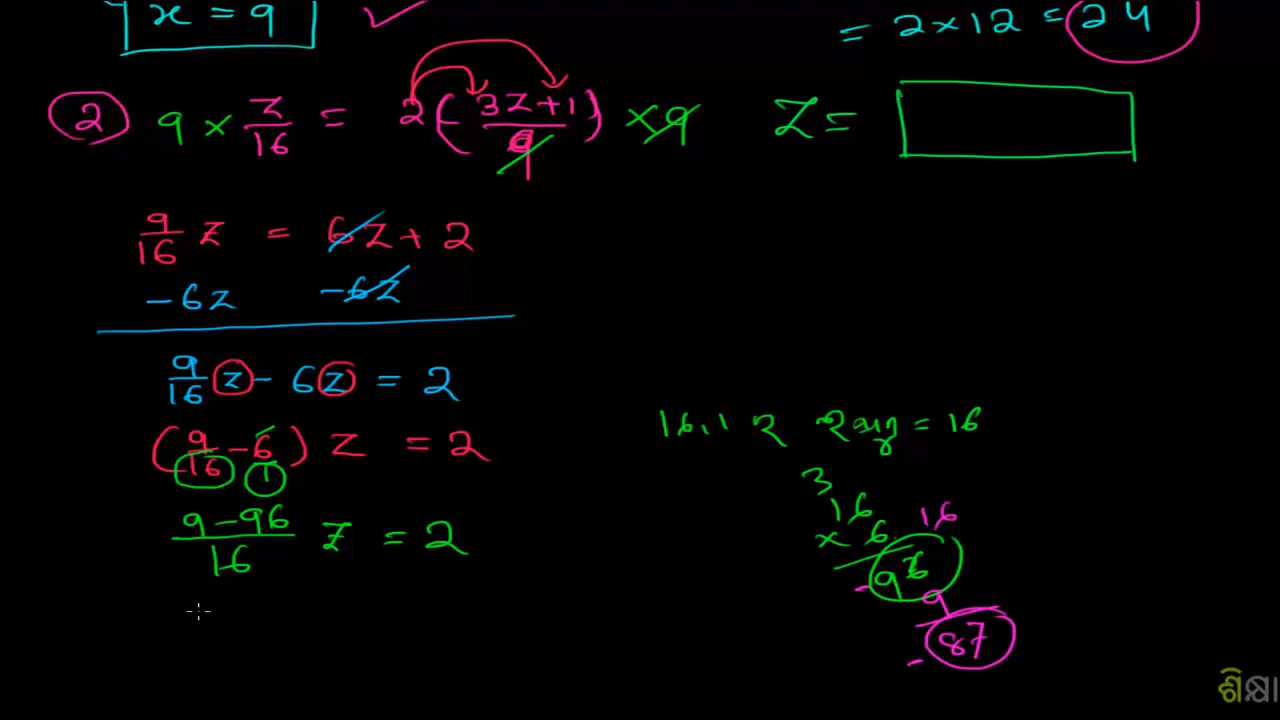 x = 9
= 2 × 12 = 24
2 9 × z/16 = 2 ( 3z+1 / 9 ) × 9 Z =
9/16 z = 6z + 2
-6z -6z
9/16 z - 6z = 2
( 9/16 - 6/1 ) z = 2
9 - 96 / 16 z = 2
16, 1
= 16
3
16
× 6
96
16
- 9
- 87
ଶିକ୍ଷା